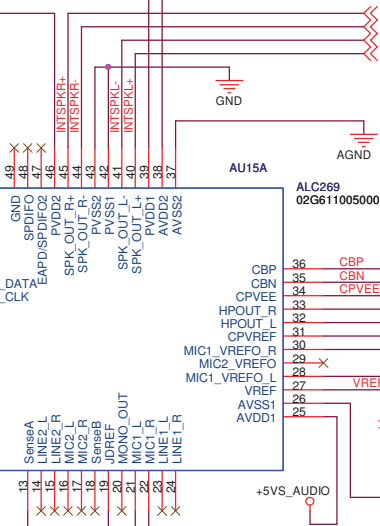 INTSPKR+
INTSPKR-
INTSPKL-
INTSPKL+
GND
AGND
49
48
47
46
45
44
43
42
41
40
39
38
37
AU15A
ALC269
02G611005000
GND
SPDIFO
EAPD/SPDIFO2
PVDD2
SPK_OUT_R+
SPK_OUT_R-
PVSS2
PVSS1
SPK_OUT_L-
SPK_OUT_L+
PVDD1
AVDD2
AVSS2
_DATA
_CLK
CBP 36 CBP
CBN 35 CBN
CPVEE 34 CPVEE
HPOUT_R 33
HPOUT_L 32
CPVREF 31
MIC1_VREFO_R 30
MIC2_VREFO 29
MIC1_VREFO_L 28
VREF 27 VREF
AVSS1 26
AVDD1 25
SenseA
LINE2_L
LINE2_R
MIC2_L
MIC2_R
SenseB
JDREF
MONO_OUT
MIC1_L
MIC1_R
LINE1_L
LINE1_R
13
14
15
16
17
18
19
20
21
22
23
24
+5VS_AUDIO